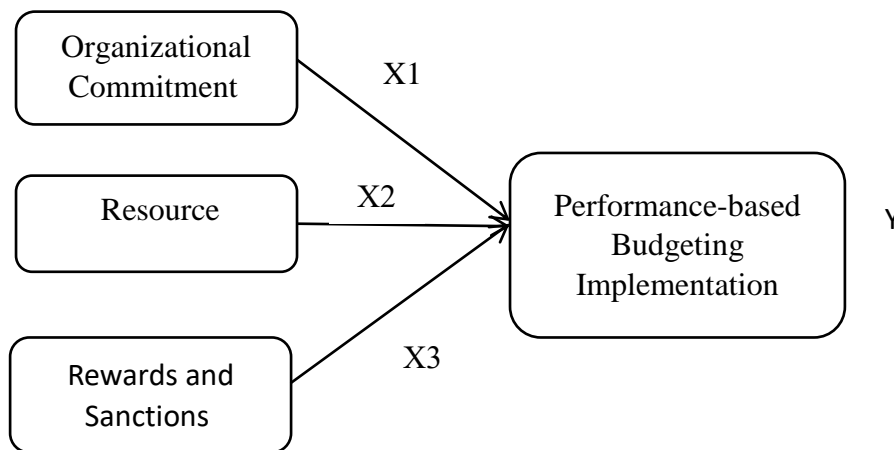 Organizational
Commitment
X1
Resource
X2
Performance-based
Budgeting
Implementation
Y
Rewards and
Sanctions
X3